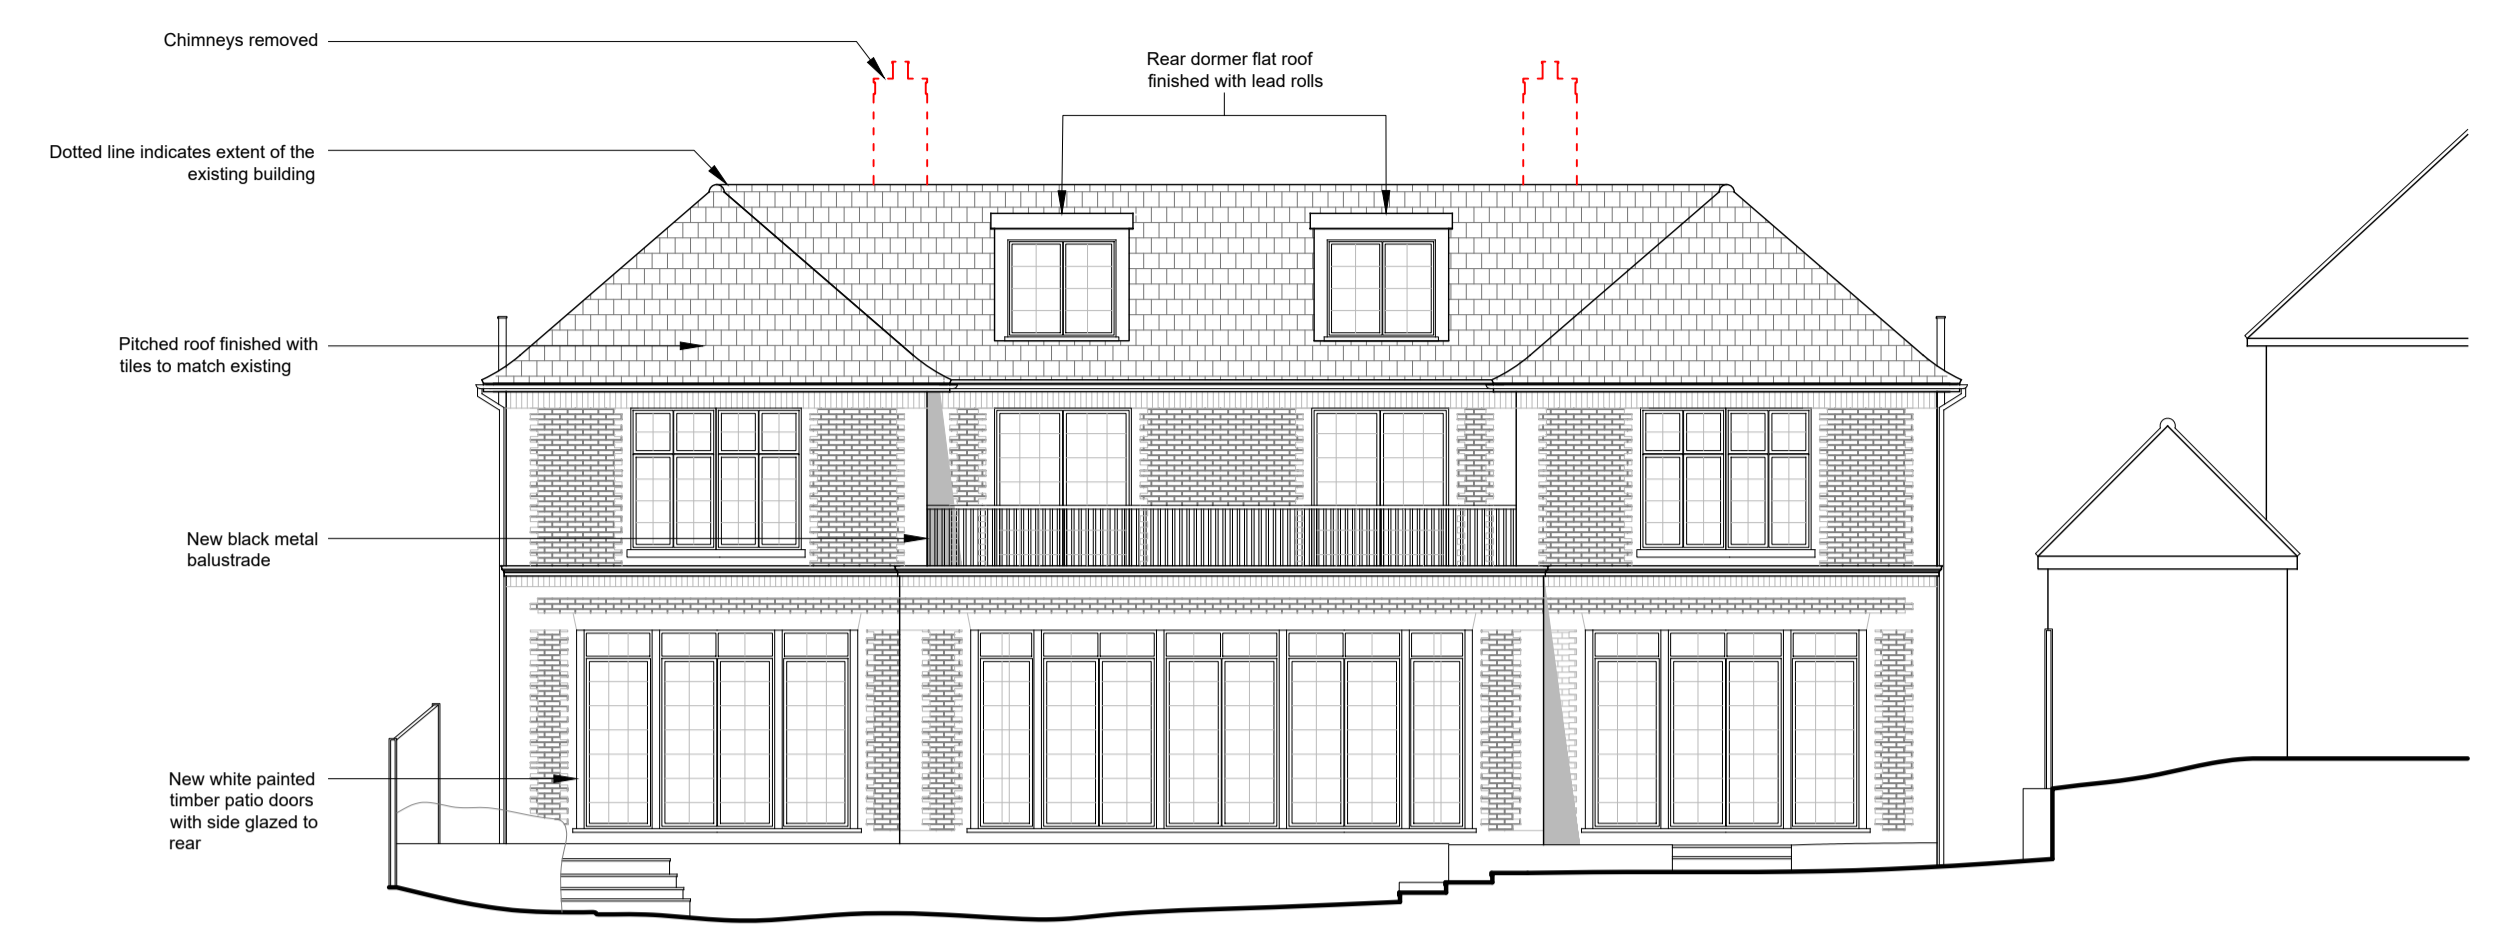 Chimneys removed
Rear dormer flat roof
finished with lead rolls
Dotted line indicates extent of the
existing building
Pitched roof finished with
tiles to match existing
New black metal
balustrade
New white painted
timber patio doors
with side glazed to
rear